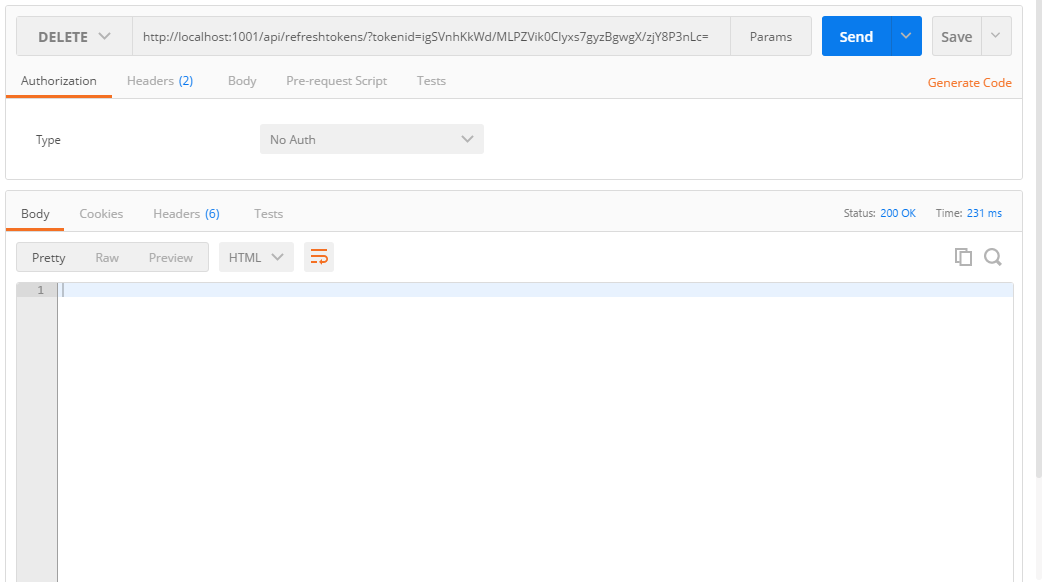 DELETE http://localhost:1001/api/refreshtokens/?tokenid=igSVnhKkWd/MLPZVik0Clyxs7gyzBgwgX/zjY8P3nLc= Params Send Save
Authorization Headers (2) Body Pre-request Script Tests Generate Code
Type No Auth
Body Cookies Headers (6) Tests Status: 200 OK Time: 231 ms
Pretty Raw Preview HTML
1